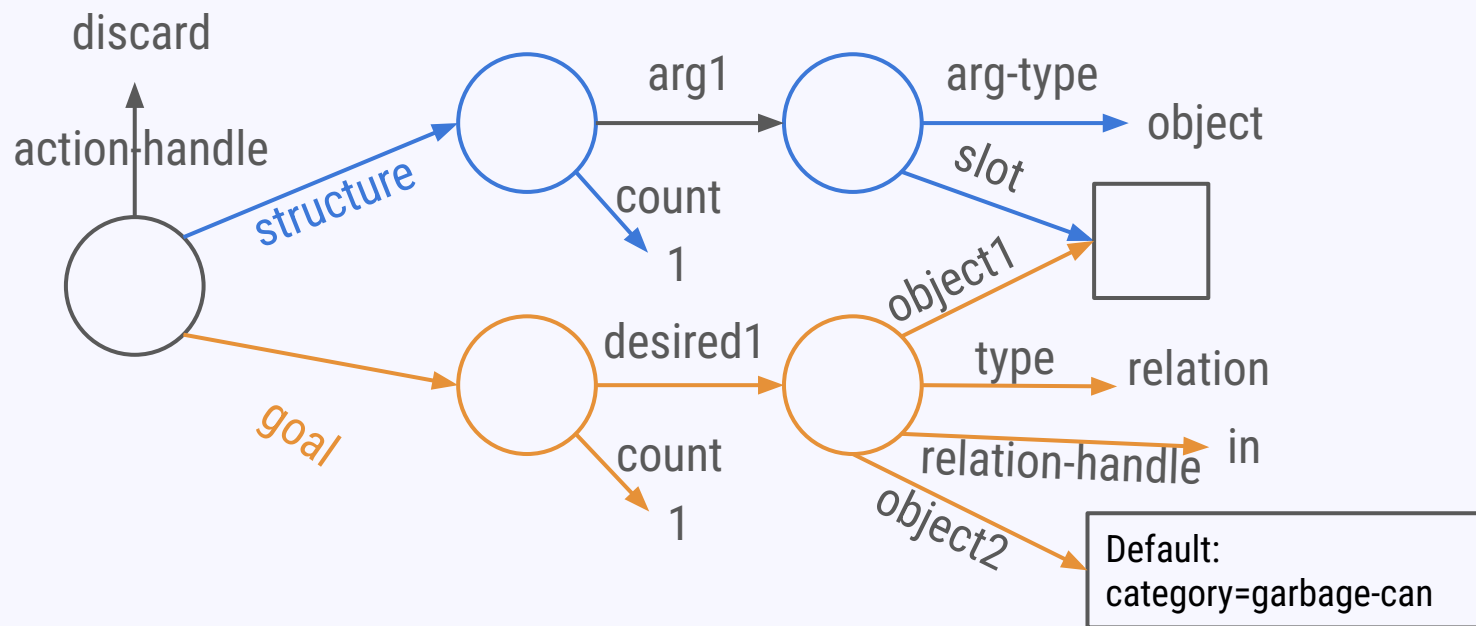 discard
action-handle
structure
arg1
count
1
arg-type
object
slot
object1
goal
desired1
count
1
type
relation
relation-handle
in
object2
Default:
category=garbage-can